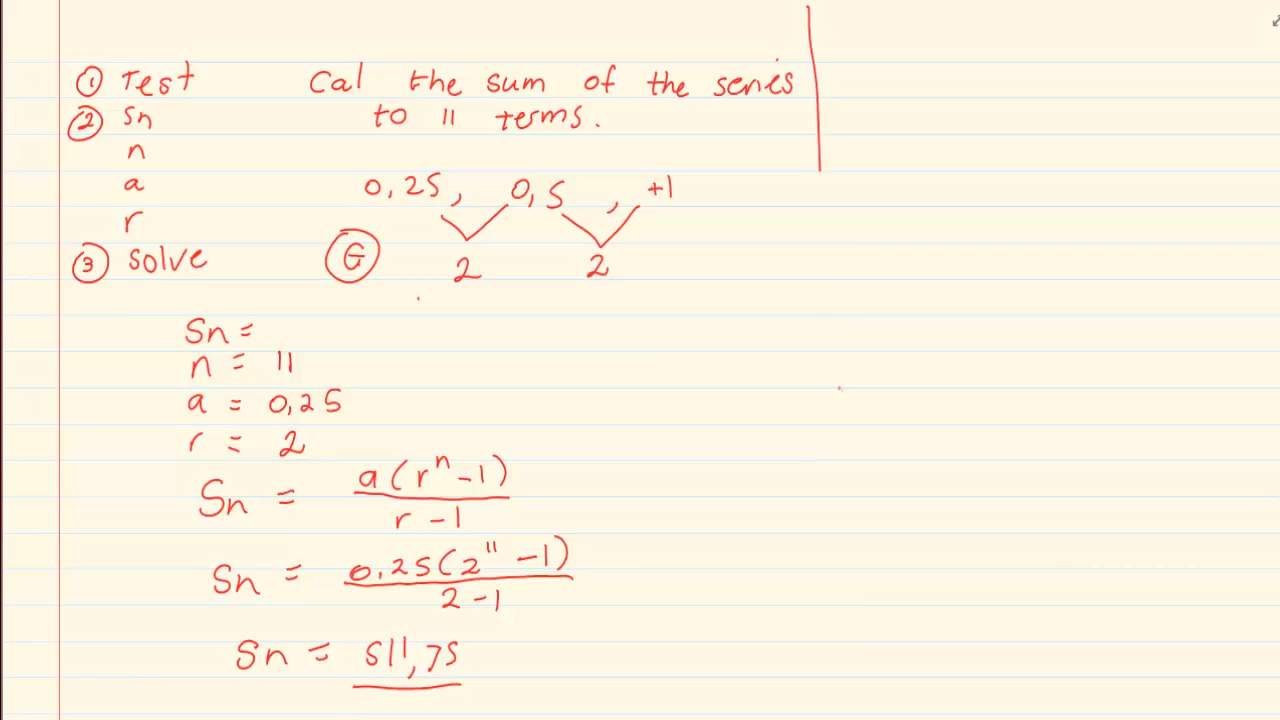 ① Test
② Sn
n
a
r
③ Solve
Cal the sum of the series
to 11 terms.
0,25, 0,5 , +1
G 2 2
Sn =
n = 11
a = 0,25
r = 2
Sn = a(rⁿ - 1)
r - 1
Sn = 0,25(2¹¹ - 1)
2 - 1
Sn = 511,75